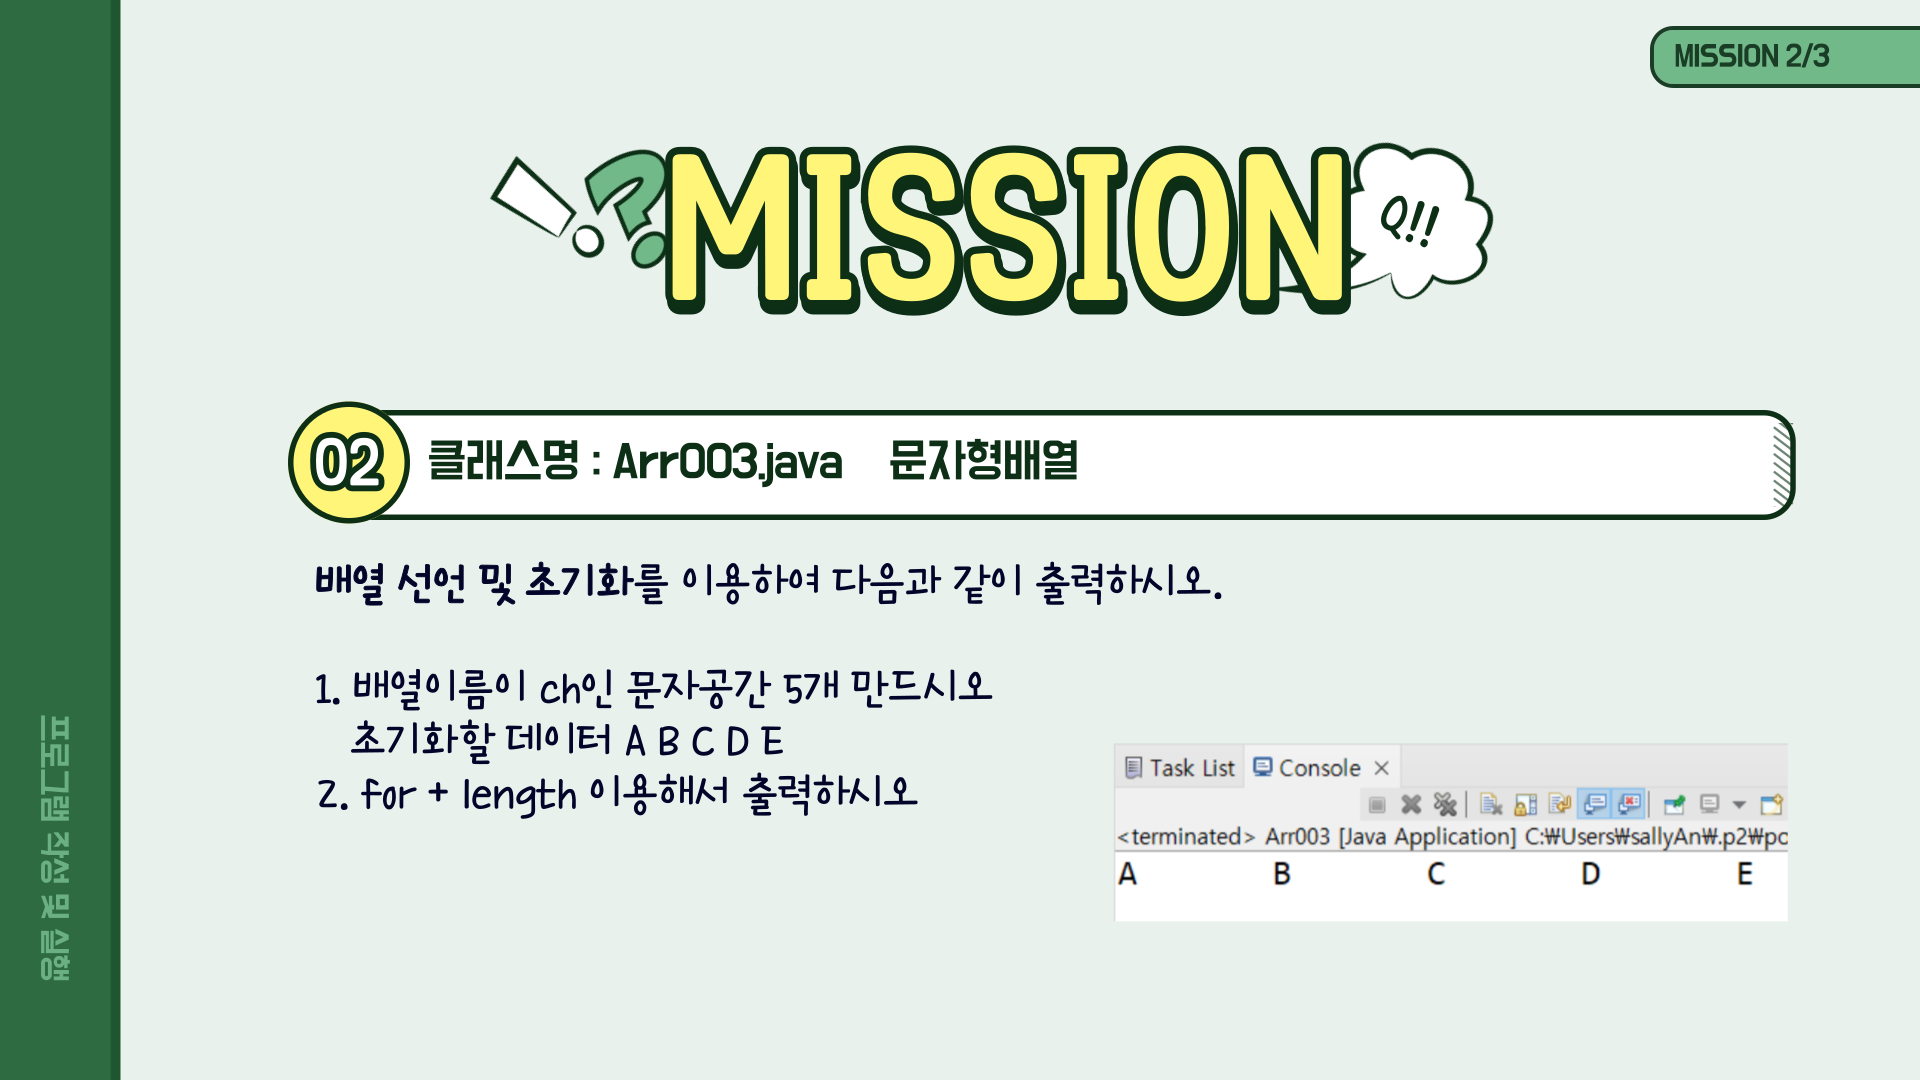 MISSION 2/3
MISSION
Q!!
02 클래스명 : Arr003.java 문자형배열
배열 선언 및 초기화를 이용하여 다음과 같이 출력하시오.
1. 배열이름이 ch인 문자공간 5개 만드시오
초기화할 데이터 A B C D E
2. for + length 이용해서 출력하시오
Task List Console
<terminated> Arr003 [Java Application] C:₩Users₩sallyAn₩.p2₩po
A B C D E
프로그램 작성 및 실행